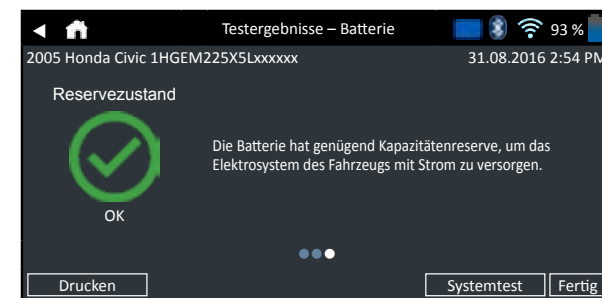 Testergebnisse – Batterie
93 %
2005 Honda Civic 1HGEM225X5Lxxxxxx
31.08.2016 2:54 PM
Reservezustand
Die Batterie hat genügend Kapazitätenreserve, um das
Elektrosystem des Fahrzeugs mit Strom zu versorgen.
OK
Drucken
Systemtest
Fertig